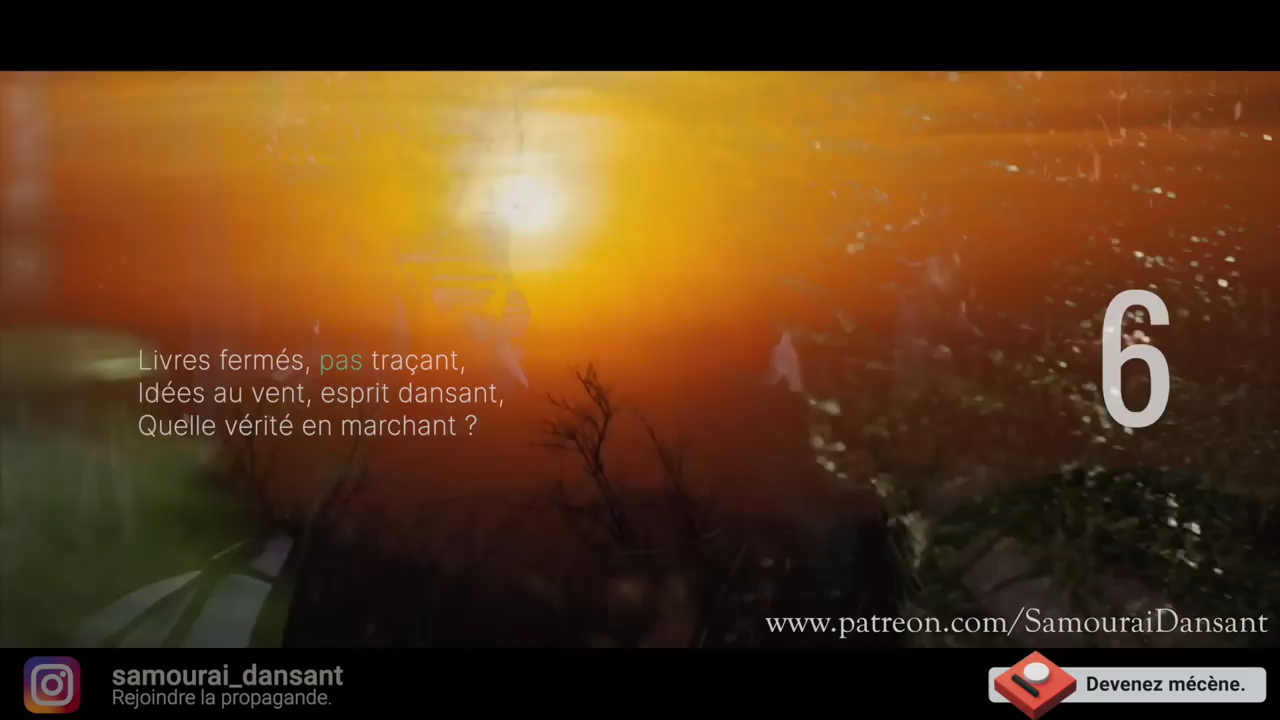 Livres fermés, pas traçant,
Idées au vent, esprit dansant,
Quelle vérité en marchant ?
6
www.patreon.com/SamouraiDansant
samourai_dansant
Rejoindre la propagande.
Devenez mécène.